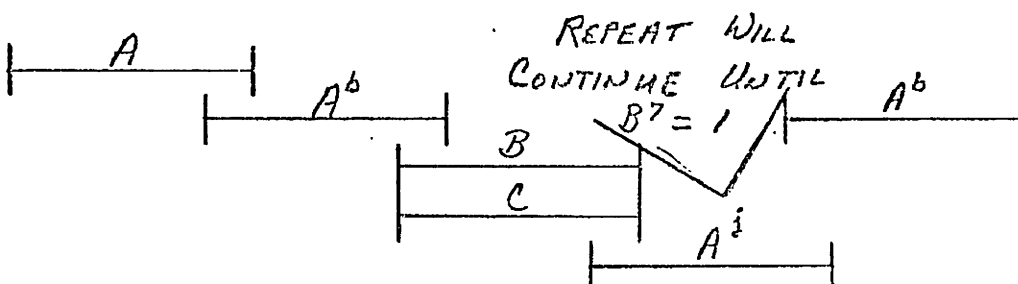 REPEAT WILL
A
CONTINUE UNTIL
A^b
A^b
B^7 = 1
B
C
A^j